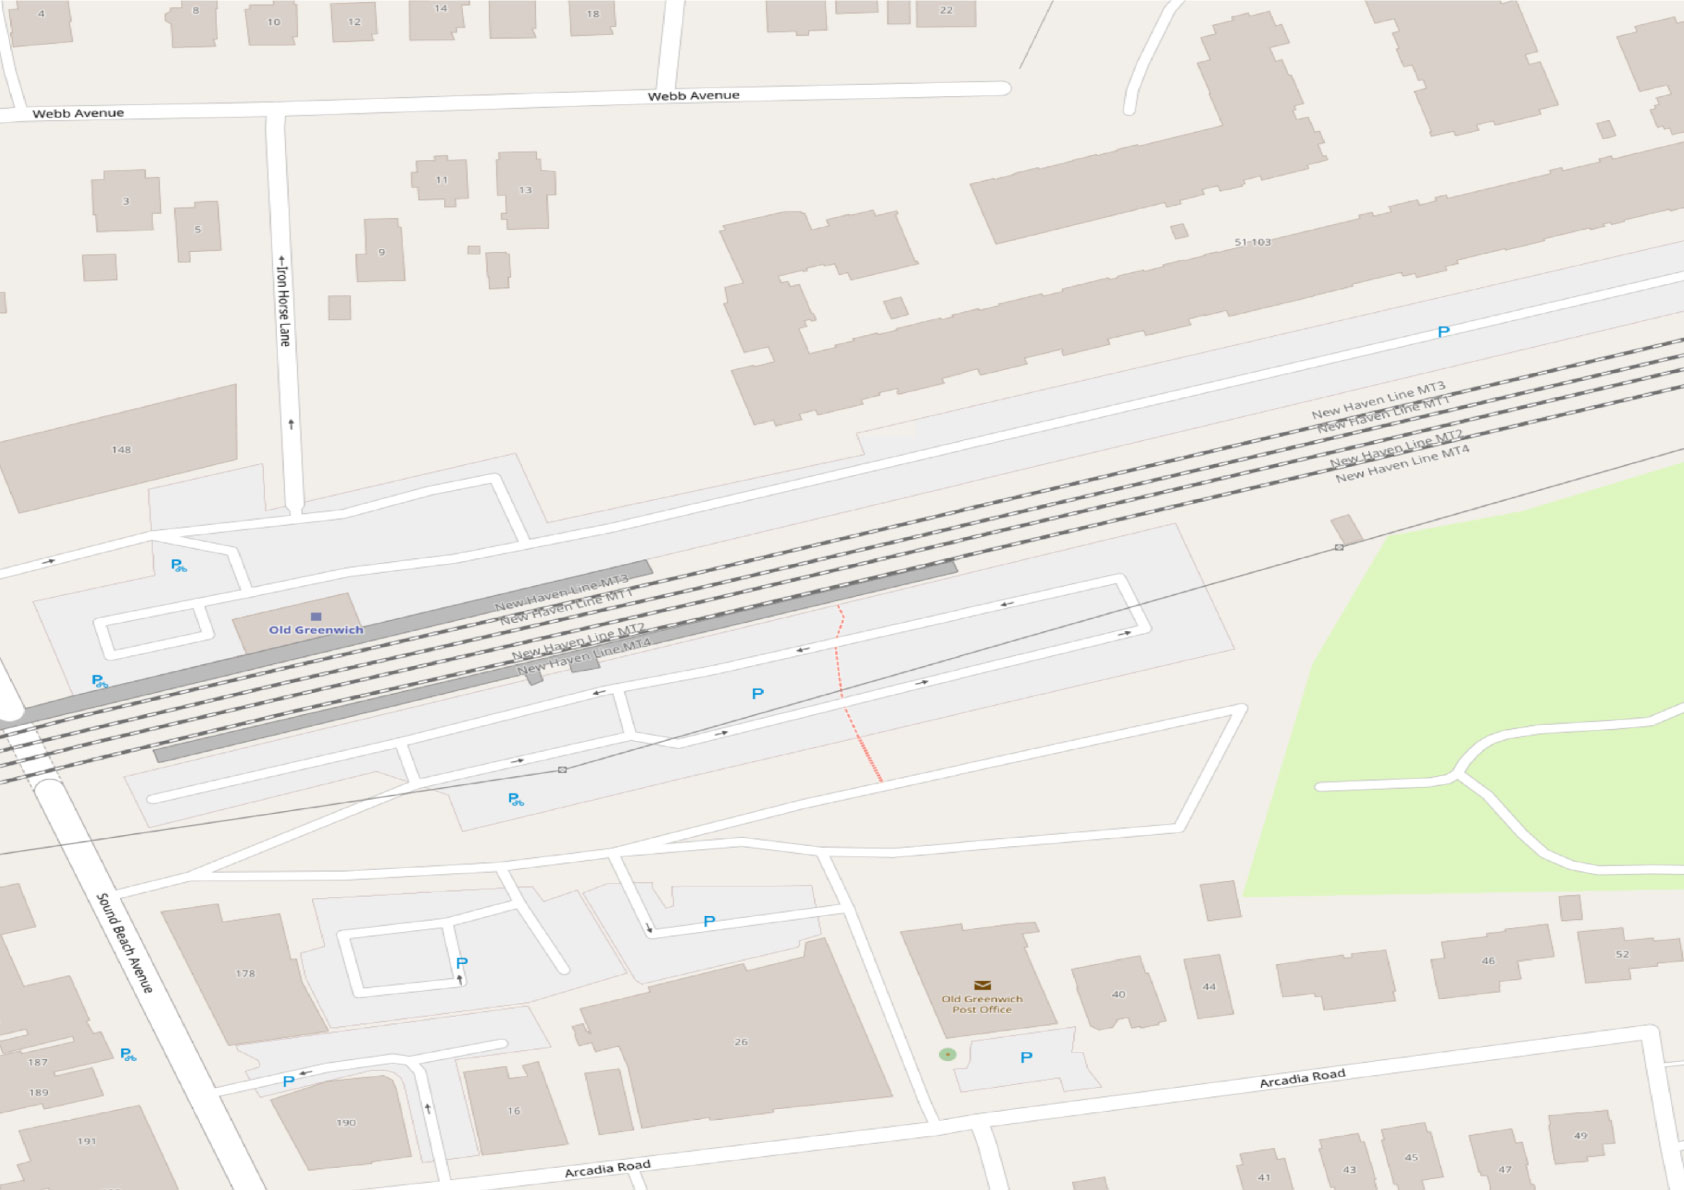 4
8
10
12
14
18
22
Webb Avenue
Webb Avenue
3
5
11
13
9
←Iron Horse Lane
51-103
148
P
New Haven Line MT3
New Haven Line MT1
New Haven Line MT2
New Haven Line MT4
P
Old Greenwich
New Haven Line MT3
New Haven Line MT1
New Haven Line MT2
New Haven Line MT4
P
P
P
Sound Beach Avenue
178
P
P
Old Greenwich
Post Office
40
44
46
52
P
187
189
191
P
190
16
26
P
Arcadia Road
Arcadia Road
41
43
45
47
49